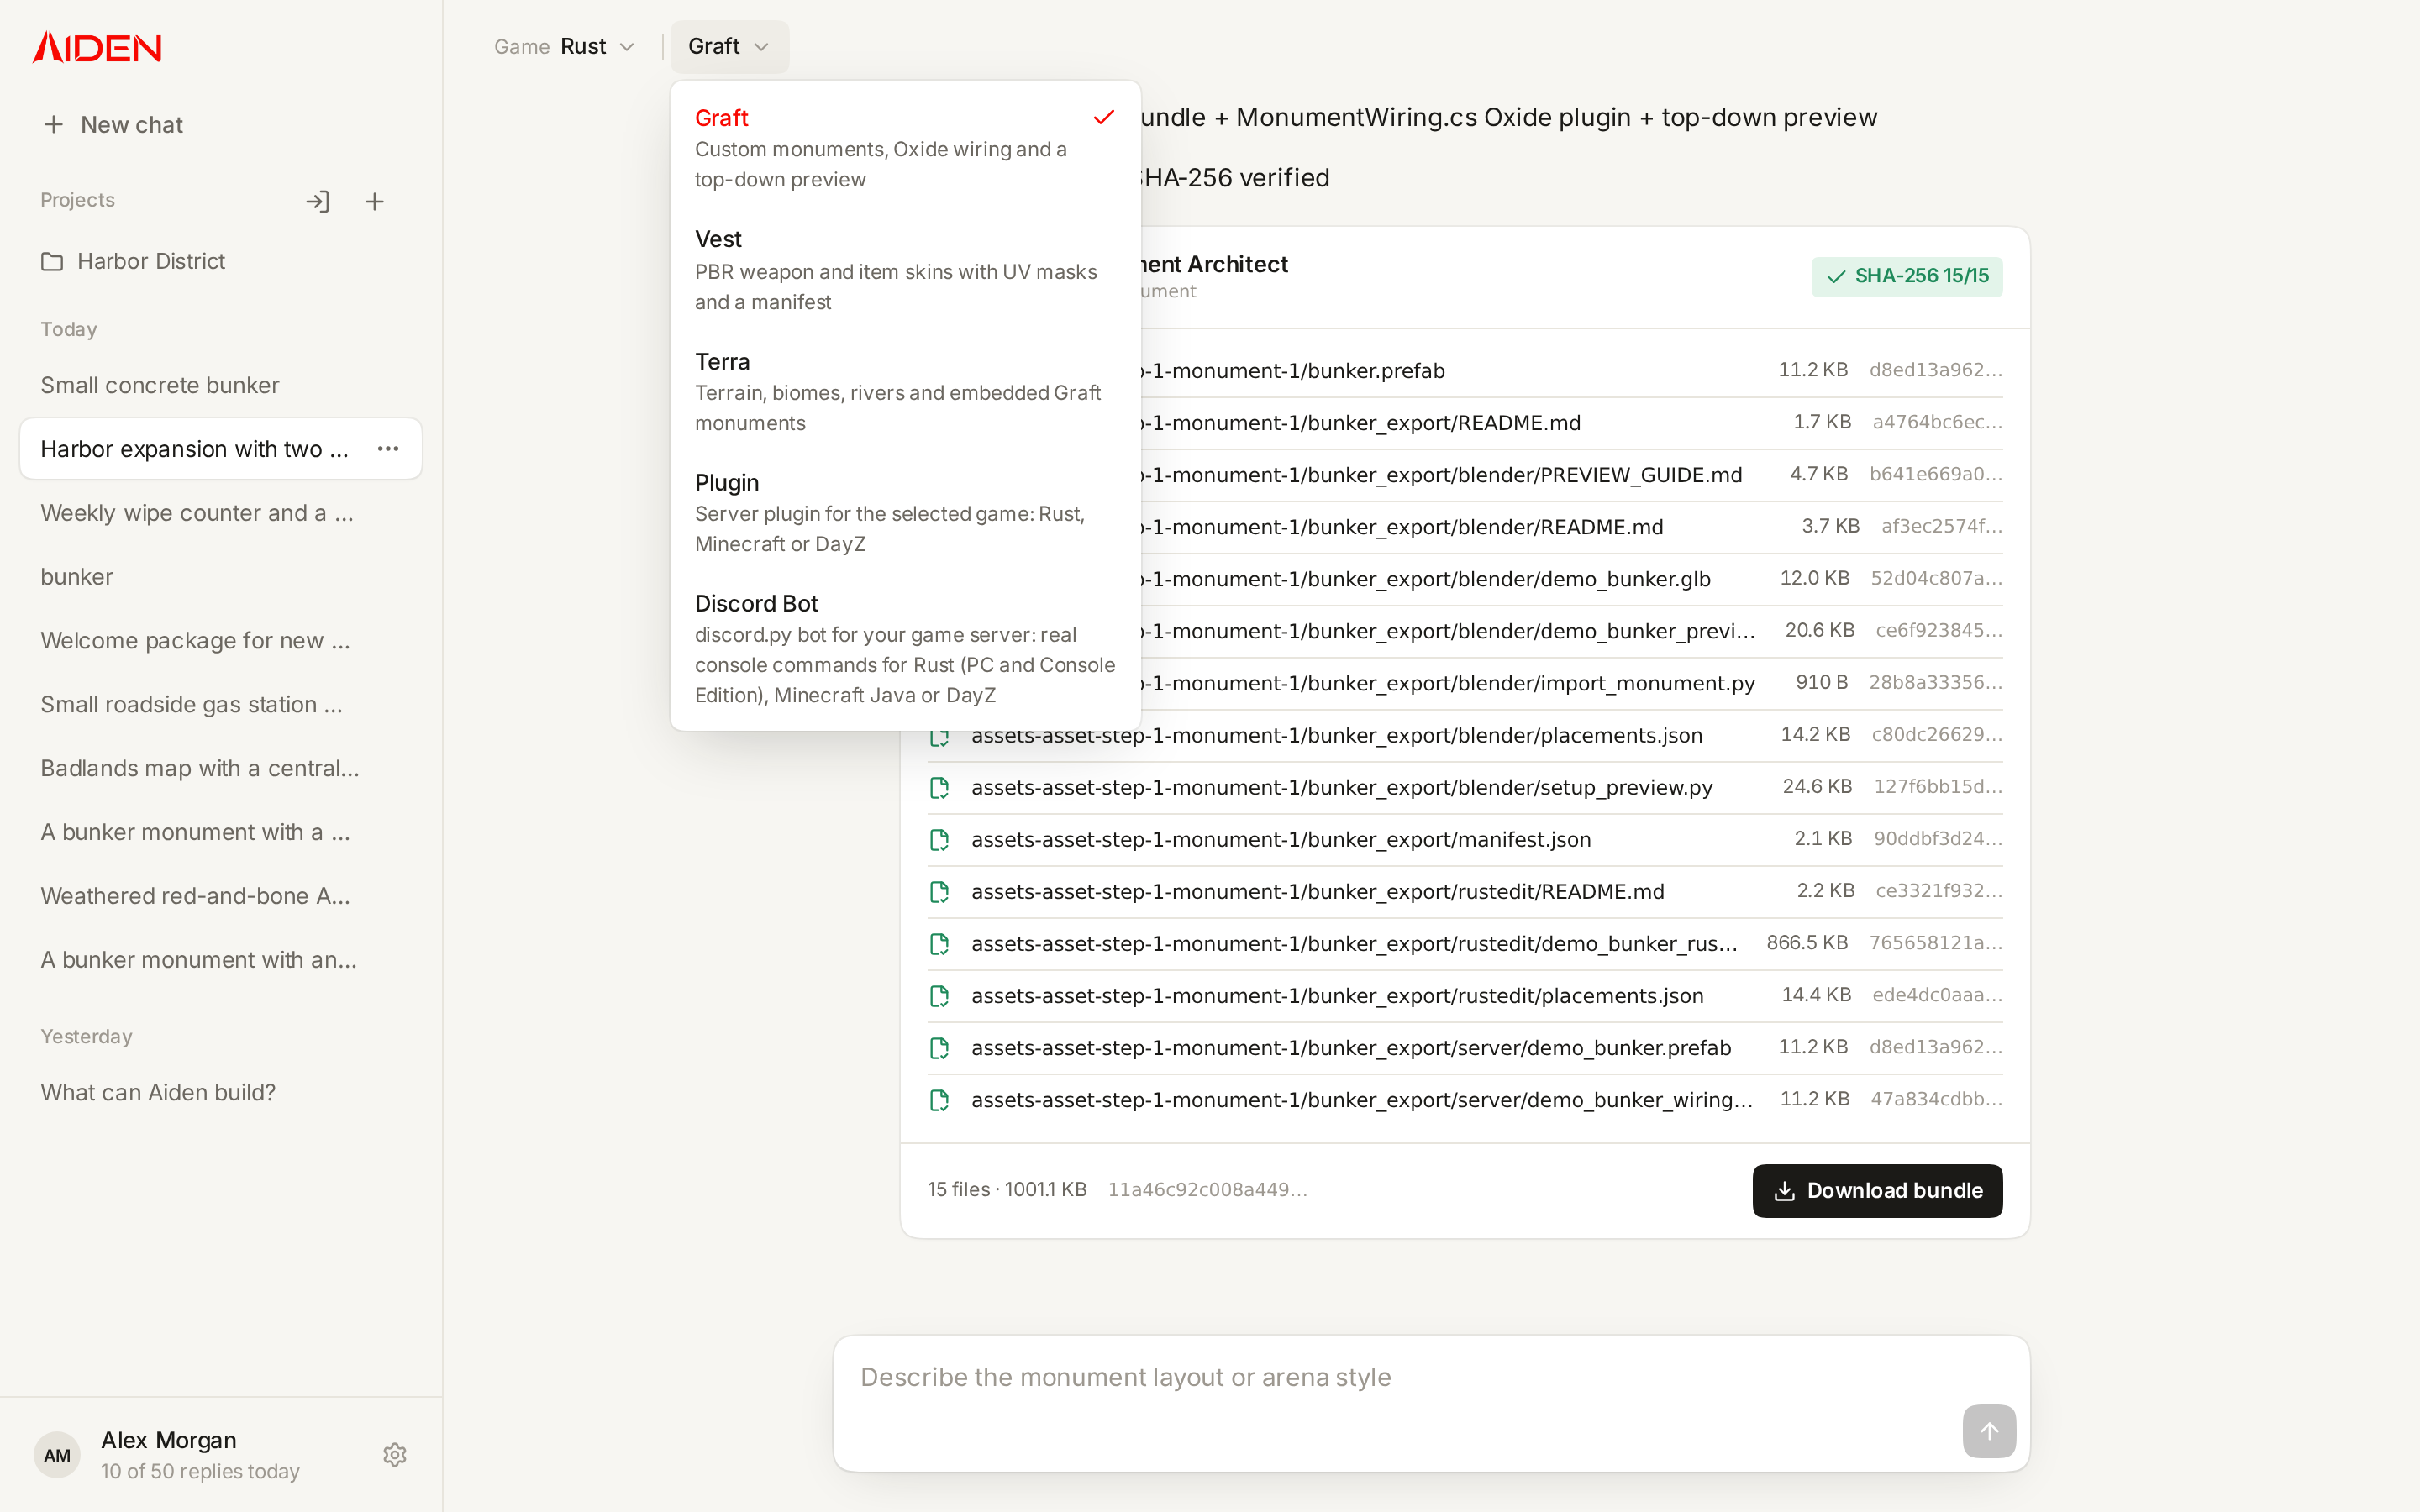 AIDEN
New chat
Projects
Harbor District
Today
Small concrete bunker
Harbor expansion with two ...
Weekly wipe counter and a ...
bunker
Welcome package for new ...
Small roadside gas station ...
Badlands map with a central...
A bunker monument with a ...
Weathered red-and-bone A...
A bunker monument with an...
Yesterday
What can Aiden build?
AM
Alex Morgan
10 of 50 replies today
Game Rust
Graft
Graft
Custom monuments, Oxide wiring and a
top-down preview
Vest
PBR weapon and item skins with UV masks
and a manifest
Terra
Terrain, biomes, rivers and embedded Graft
monuments
Plugin
Server plugin for the selected game: Rust,
Minecraft or DayZ
Discord Bot
discord.py bot for your game server: real
console commands for Rust (PC and Console
Edition), Minecraft Java or DayZ
+ MonumentWiring.cs Oxide plugin + top-down preview
SHA-256 verified
Architect
SHA-256 15/15
-1-monument-1/bunker.prefab 11.2 KB d8ed13a962...
-1-monument-1/bunker_export/README.md 1.7 KB a4764bc6ec...
-1-monument-1/bunker_export/blender/PREVIEW_GUIDE.md 4.7 KB b641e669a0...
-1-monument-1/bunker_export/blender/README.md 3.7 KB af3ec2574f...
-1-monument-1/bunker_export/blender/demo_bunker.glb 12.0 KB 52d04c807a...
-1-monument-1/bunker_export/blender/demo_bunker_previ... 20.6 KB ce6f923845...
-1-monument-1/bunker_export/blender/import_monument.py 910 B 28b8a33356...
assets-asset-step-1-monument-1/bunker_export/blender/placements.json 14.2 KB c80dc26629...
assets-asset-step-1-monument-1/bunker_export/blender/setup_preview.py 24.6 KB 127f6bb15d...
assets-asset-step-1-monument-1/bunker_export/manifest.json 2.1 KB 90ddbf3d24...
assets-asset-step-1-monument-1/bunker_export/rustedit/README.md 2.2 KB ce3321f932...
assets-asset-step-1-monument-1/bunker_export/rustedit/demo_bunker_rus... 866.5 KB 765658121a...
assets-asset-step-1-monument-1/bunker_export/rustedit/placements.json 14.4 KB ede4dc0aaa...
assets-asset-step-1-monument-1/bunker_export/server/demo_bunker.prefab 11.2 KB d8ed13a962...
assets-asset-step-1-monument-1/bunker_export/server/demo_bunker_wiring... 11.2 KB 47a834cdbb...
15 files · 1001.1 KB 11a46c92c008a449...
Download bundle
Describe the monument layout or arena style